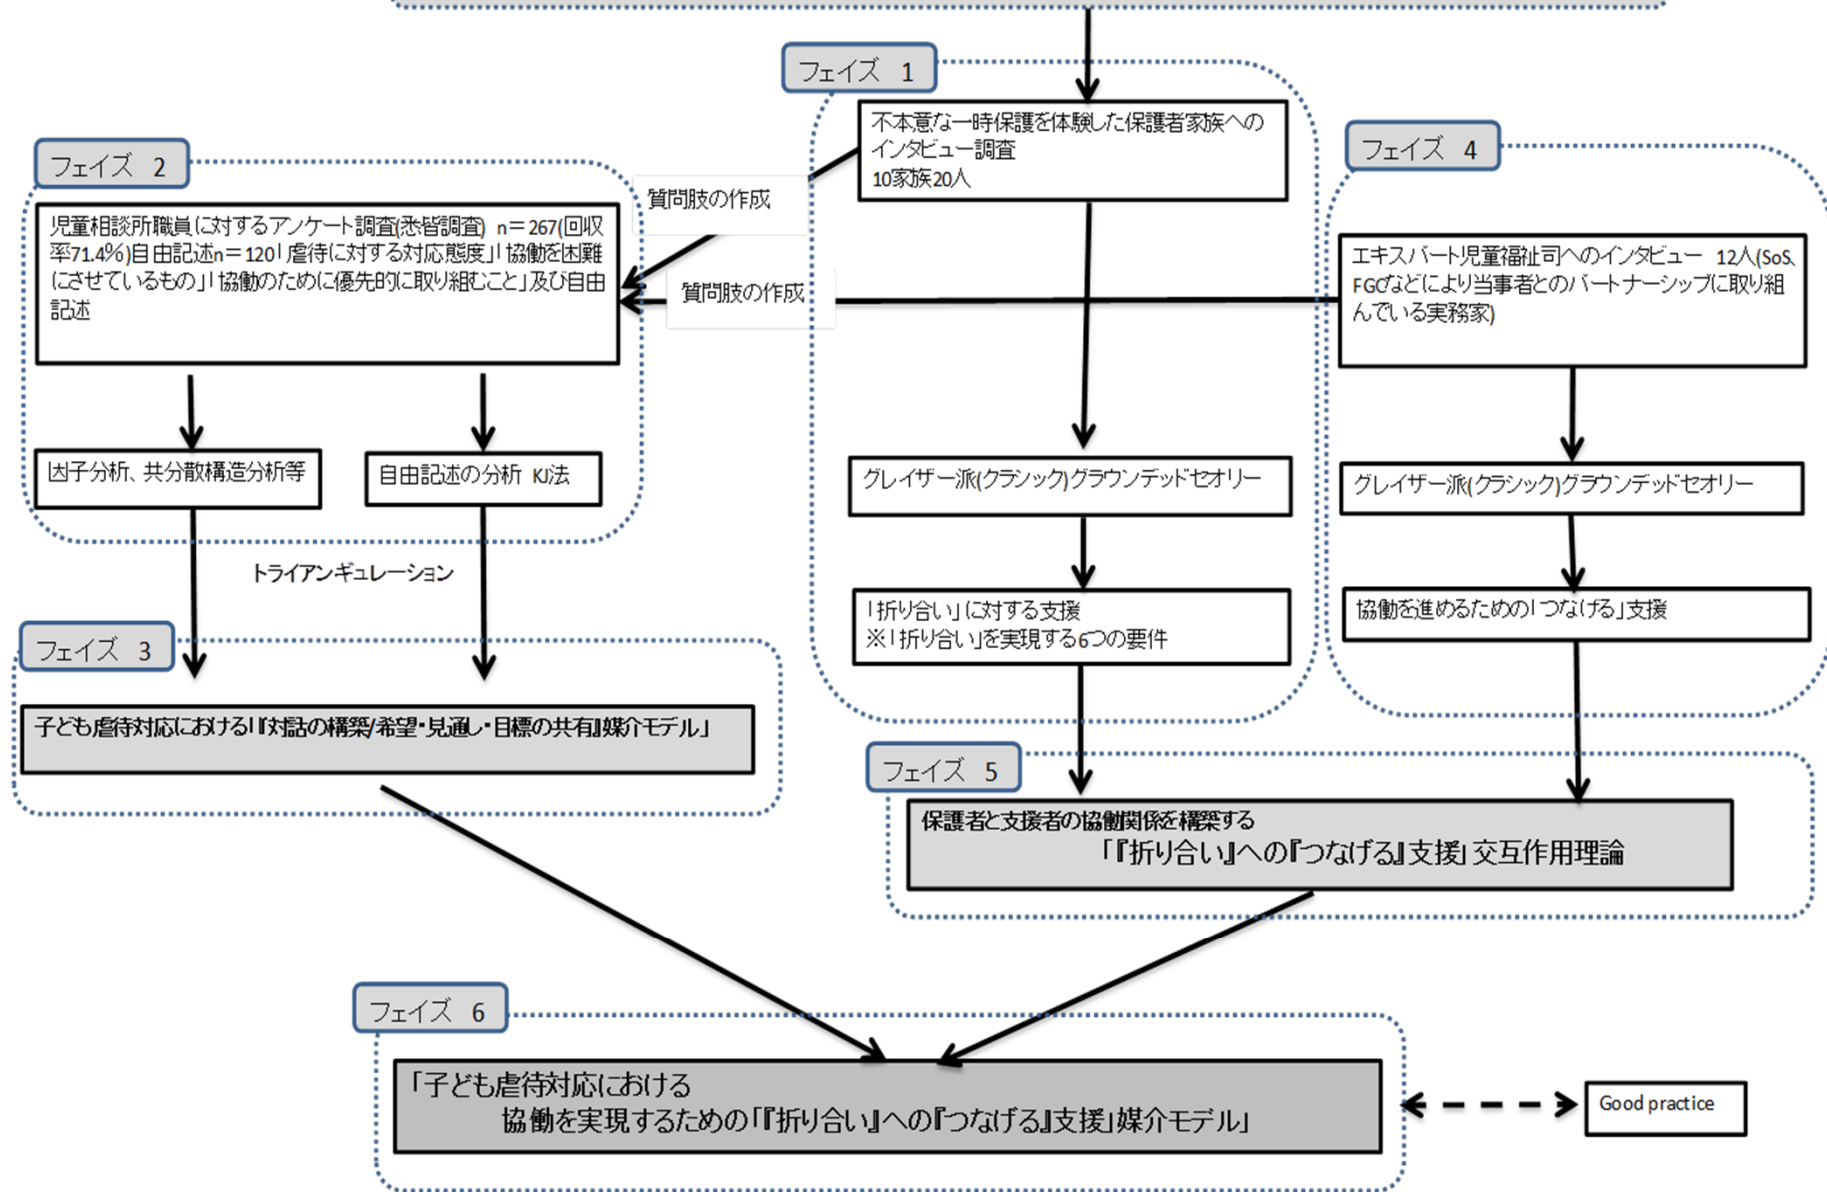 フェイズ 1
不本意な一時保護を体験した保護者家族への
インタビュー調査
10家族20人
フェイズ 2
児童相談所職員に対するアンケート調査(悉皆調査) n=267(回収
率71.4%)自由記述n=120「虐待に対する対応態度」「協働を困難
にさせているもの」「協働のために優先的に取り組むこと」及び自由
記述
質問肢の作成
質問肢の作成
フェイズ 4
エキスパート児童福祉司へのインタビュー 12人(SoS、
FGCなどにより当事者とのパートナーシップに取り組
んでいる実務家)
因子分析、共分散構造分析等
自由記述の分析 KJ法
グレイザー派(クラシック)グラウンデッドセオリー
グレイザー派(クラシック)グラウンデッドセオリー
トライアンギュレーション
「折り合い」に対する支援
※「折り合い」を実現する6つの要件
協働を進めるための「つなげる」支援
フェイズ 3
子ども虐待対応における「『対話の構築/希望・見通し・目標の共有』媒介モデル」
フェイズ 5
保護者と支援者の協働関係を構築する
「『折り合い』への『つなげる』支援」交互作用理論
フェイズ 6
「子ども虐待対応における
協働を実現するための「『折り合い』への『つなげる』支援」媒介モデル」
Good practice